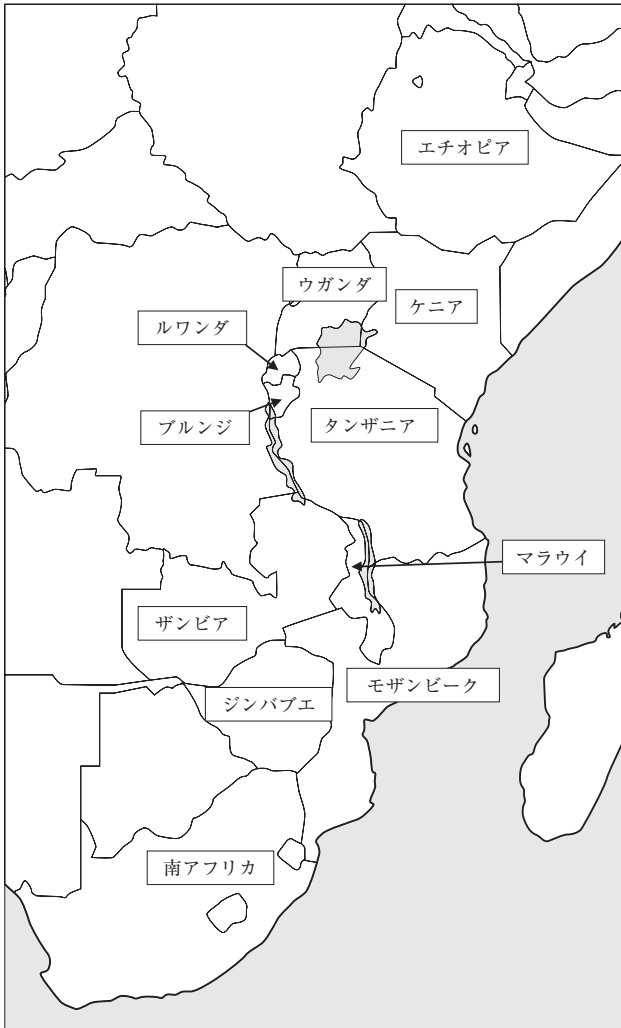 エチオピア
ウガンダ
ケニア
ルワンダ
ブルンジ
タンザニア
マラウイ
ザンビア
モザンビーク
ジンバブエ
南アフリカ